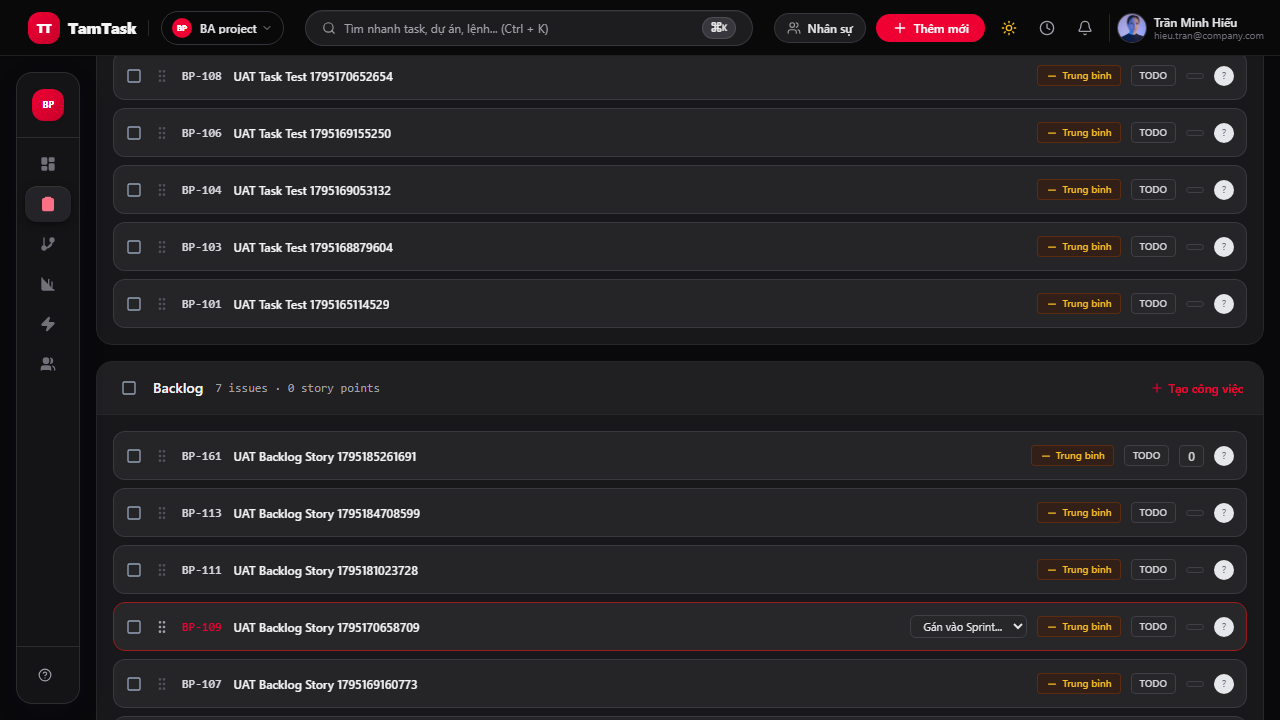 TT TamTask BP BA project Tìm nhanh task, dự án, lệnh... (Ctrl + K) ⌘K Nhân sự + Thêm mới Trần Minh Hiếu
hieu.tran@company.com
BP
BP-108 UAT Task Test 1795170652654 Trung bình TODO ?
BP-106 UAT Task Test 1795169155250 Trung bình TODO ?
BP-104 UAT Task Test 1795169053132 Trung bình TODO ?
BP-103 UAT Task Test 1795168879604 Trung bình TODO ?
BP-101 UAT Task Test 1795165114529 Trung bình TODO ?
Backlog 7 issues · 0 story points + Tạo công việc
BP-161 UAT Backlog Story 1795185261691 Trung bình TODO 0 ?
BP-113 UAT Backlog Story 1795184708599 Trung bình TODO ?
BP-111 UAT Backlog Story 1795181023728 Trung bình TODO ?
BP-109 UAT Backlog Story 1795170658709 Gán vào Sprint... Trung bình TODO ?
BP-107 UAT Backlog Story 1795169160773 Trung bình TODO ?